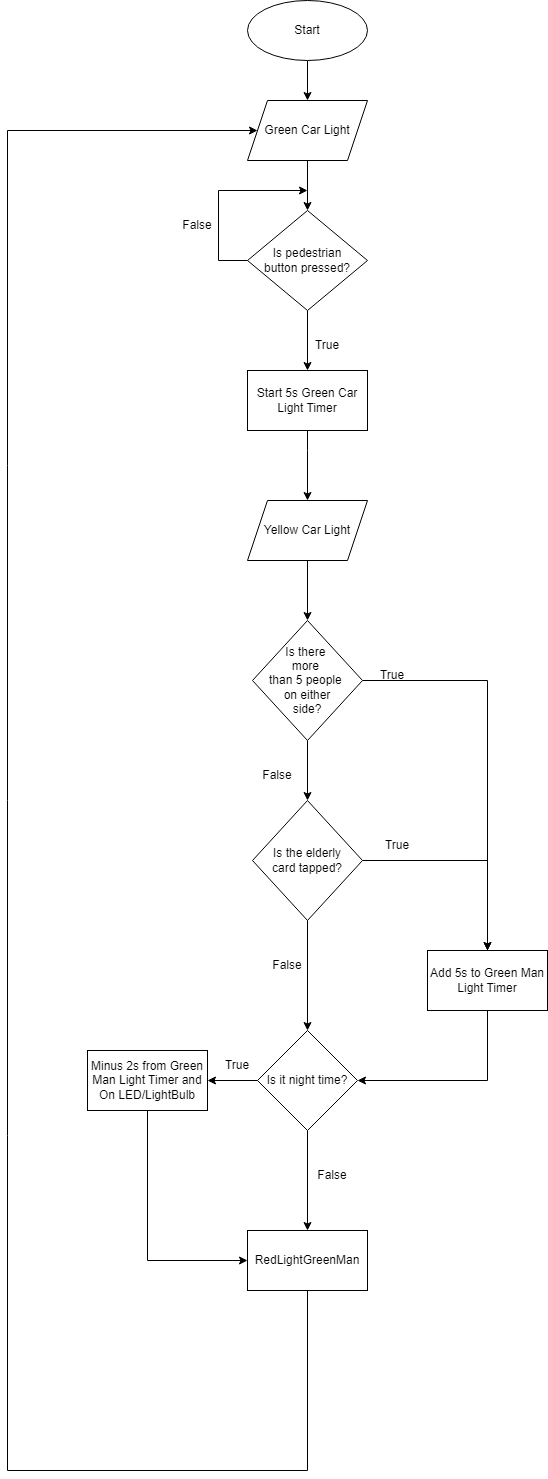 Start
Green Car Light
False
Is pedestrian
button pressed?
True
Start 5s Green Car
Light Timer
Yellow Car Light
Is there
more
than 5 people
on either
side?
True
False
Is the elderly
card tapped?
True
False
Add 5s to Green Man
Light Timer
Is it night time?
True
Minus 2s from Green
Man Light Timer and
On LED/LightBulb
False
RedLightGreenMan